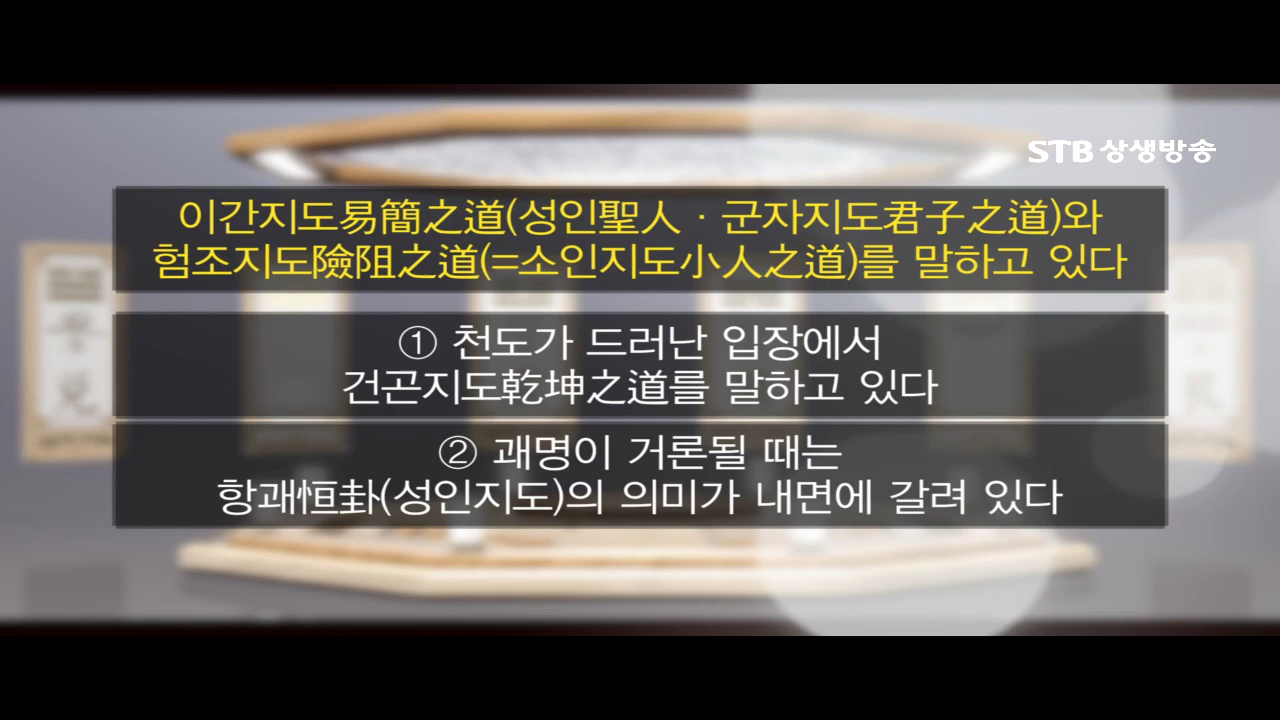 STB 상생방송
이간지도易簡之道(성인聖人 · 군자지도君子之道)와
험조지도險阻之道(=소인지도小人之道)를 말하고 있다
① 천도가 드러난 입장에서
건곤지도乾坤之道를 말하고 있다
② 괘명이 거론될 때는
항괘恒卦(성인지도)의 의미가 내면에 갈려 있다